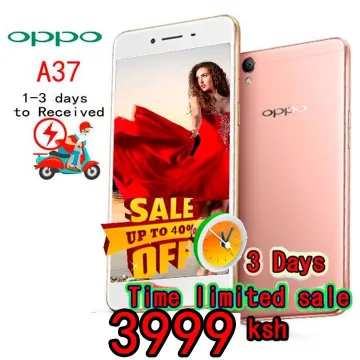 oppo
A37
1-3 days
to Received
oppo
SALE
UP TO 40%
OFF
3 Days
Time limited sale
3999 ksh